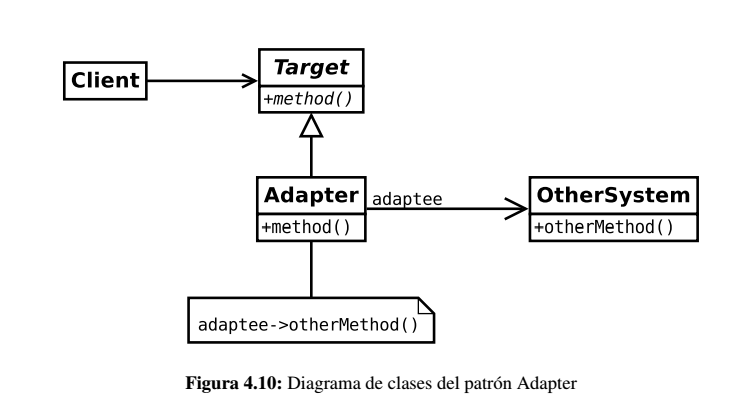 Client
Target
+method()
Adapter
+method()
adaptee
OtherSystem
+otherMethod()
adaptee->otherMethod()
Figura 4.10: Diagrama de clases del patrón Adapter